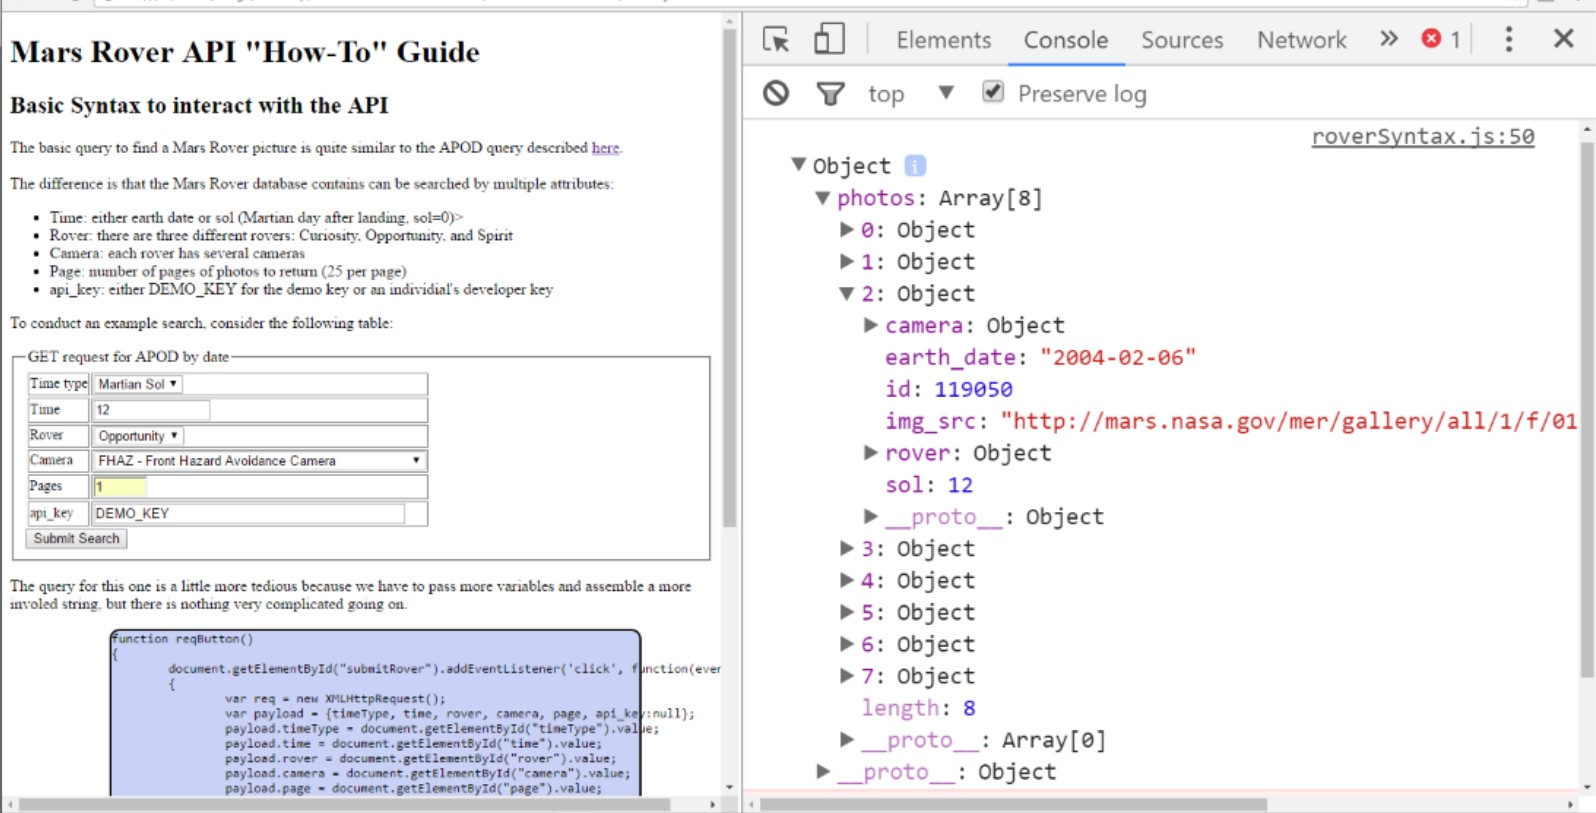 Mars Rover API "How-To" Guide
Basic Syntax to interact with the API
The basic query to find a Mars Rover picture is quite similar to the APOD query described here.
The difference is that the Mars Rover database contains can be searched by multiple attributes:
• Time: either earth date or sol (Martian day after landing, sol=0)>
• Rover: there are three different rovers: Curiosity, Opportunity, and Spirit
• Camera: each rover has several cameras
• Page: number of pages of photos to return (25 per page)
• api_key: either DEMO_KEY for the demo key or an individial's developer key
To conduct an example search, consider the following table:
GET request for APOD by date
Time type Martian Sol
Time 12
Rover Opportunity
Camera FHAZ - Front Hazard Avoidance Camera
Pages 1
api_key DEMO_KEY
Submit Search
The query for this one is a little more tedious because we have to pass more variables and assemble a more
involed string, but there is nothing very complicated going on.
function reqButton()
{
document.getElementById("submitRover").addEventListener('click', function(ever
{
var req = new XMLHttpRequest();
var payload = {timeType, time, rover, camera, page, api_key:null};
payload.timeType = document.getElementById("timeType").value;
payload.time = document.getElementById("time").value;
payload.rover = document.getElementById("rover").value;
payload.camera = document.getElementById("camera").value;
payload.page = document.getElementById("page").value;
Elements Console Sources Network » 1
top Preserve log
roverSyntax.js:50
Object i
photos: Array[8]
0: Object
1: Object
2: Object
camera: Object
earth_date: "2004-02-06"
id: 119050
img_src: "http://mars.nasa.gov/mer/gallery/all/1/f/01
rover: Object
sol: 12
__proto__: Object
3: Object
4: Object
5: Object
6: Object
7: Object
length: 8
__proto__: Array[0]
__proto__: Object